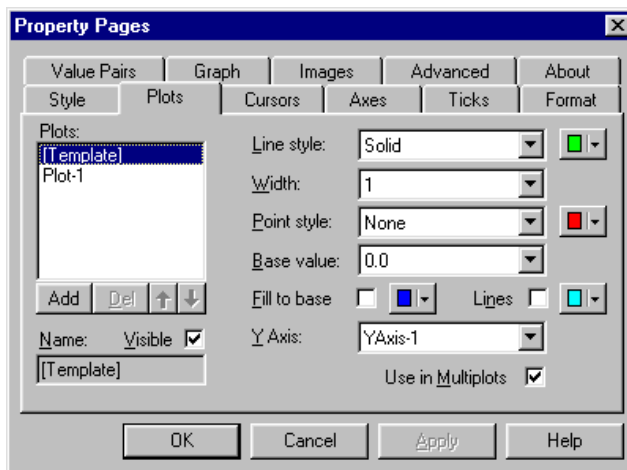 Property Pages
Value Pairs Graph Images Advanced About
Style Plots Cursors Axes Ticks Format
Plots:
[Template]
Plot-1
Add Del
Name: Visible
[Template]
Line style: Solid
Width: 1
Point style: None
Base value: 0.0
Fill to base Lines
Y Axis: YAxis-1
Use in Multiplots
OK Cancel Apply Help